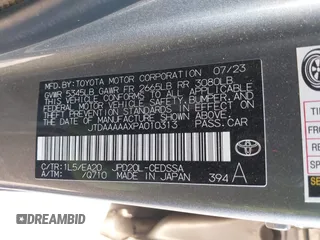 MFD. BY: TOYOTA MOTOR CORPORATION 07/23
GVWR 5345LB GAWR FR 2665LB RR 3080LB
THIS VEHICLE CONFORMS TO ALL APPLICABLE
FEDERAL MOTOR VEHICLE SAFETY, BUMPER, AND
THEFT PREVENTION STANDARDS IN EFFECT ON
THE DATE OF MANUFACTURE SHOWN ABOVE.
JTDAAAAAXPA010313 PASS. CAR
C/TR: 1L5/EA20 JPD20L-CEDSSA
A/TM: /Q710 MADE IN JAPAN 394 A
TOYOTA